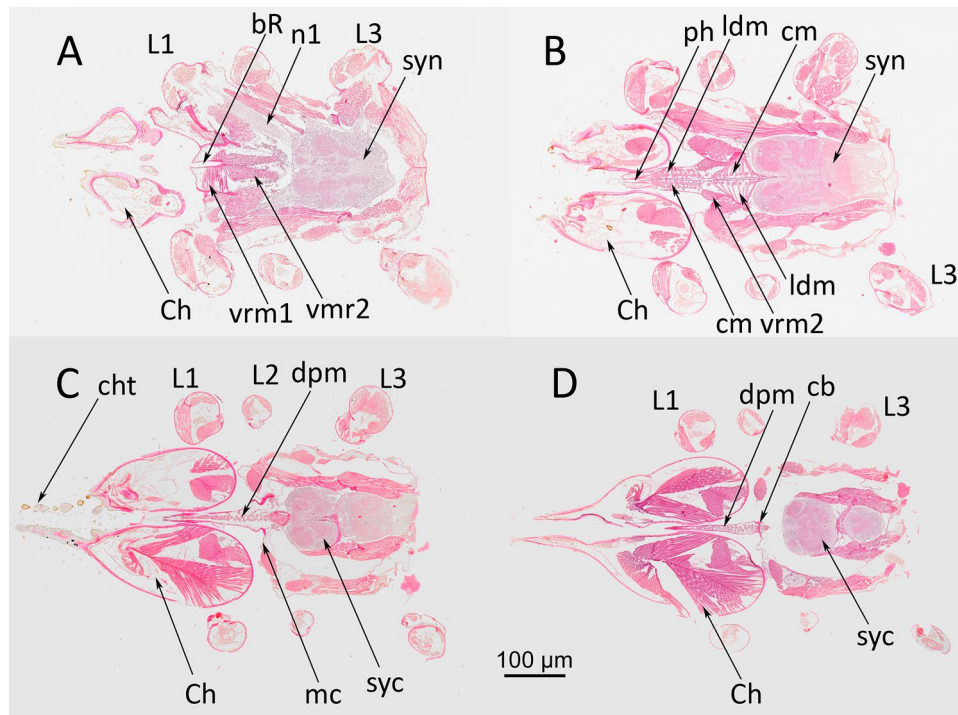 A
L1
bR
n1
L3
syn
Ch
vrm1
vmr2
B
ph
ldm
cm
syn
Ch
cm
vrm2
ldm
L3
C
cht
L1
L2
dpm
L3
Ch
mc
syc
D
L1
dpm
cb
L3
Ch
syc
100 µm